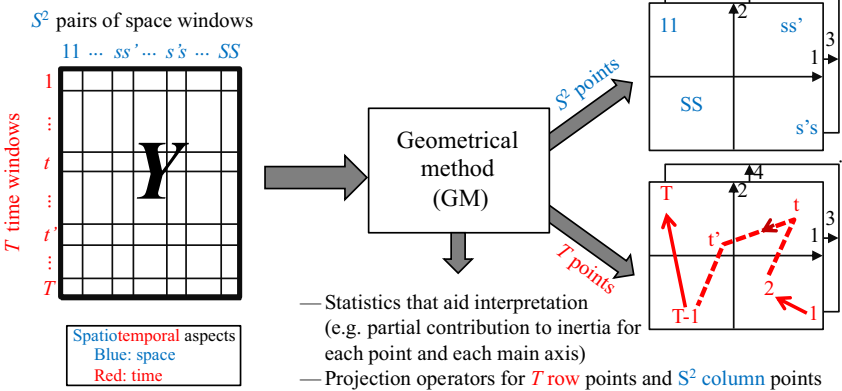 S² pairs of space windows
11 ... ss' ... s's ... SS
T time windows
1
⋮
t
⋮
t'
⋮
T
Y
Spatiotemporal aspects
Blue: space
Red: time
Geometrical
method
(GM)
S² points
T points
2
11
ss'
3
1
SS
s's
4
T
2
t
3
t'
1
2
T-1
1
— Statistics that aid interpretation
(e.g. partial contribution to inertia for
each point and each main axis)
— Projection operators for T row points and S² column points